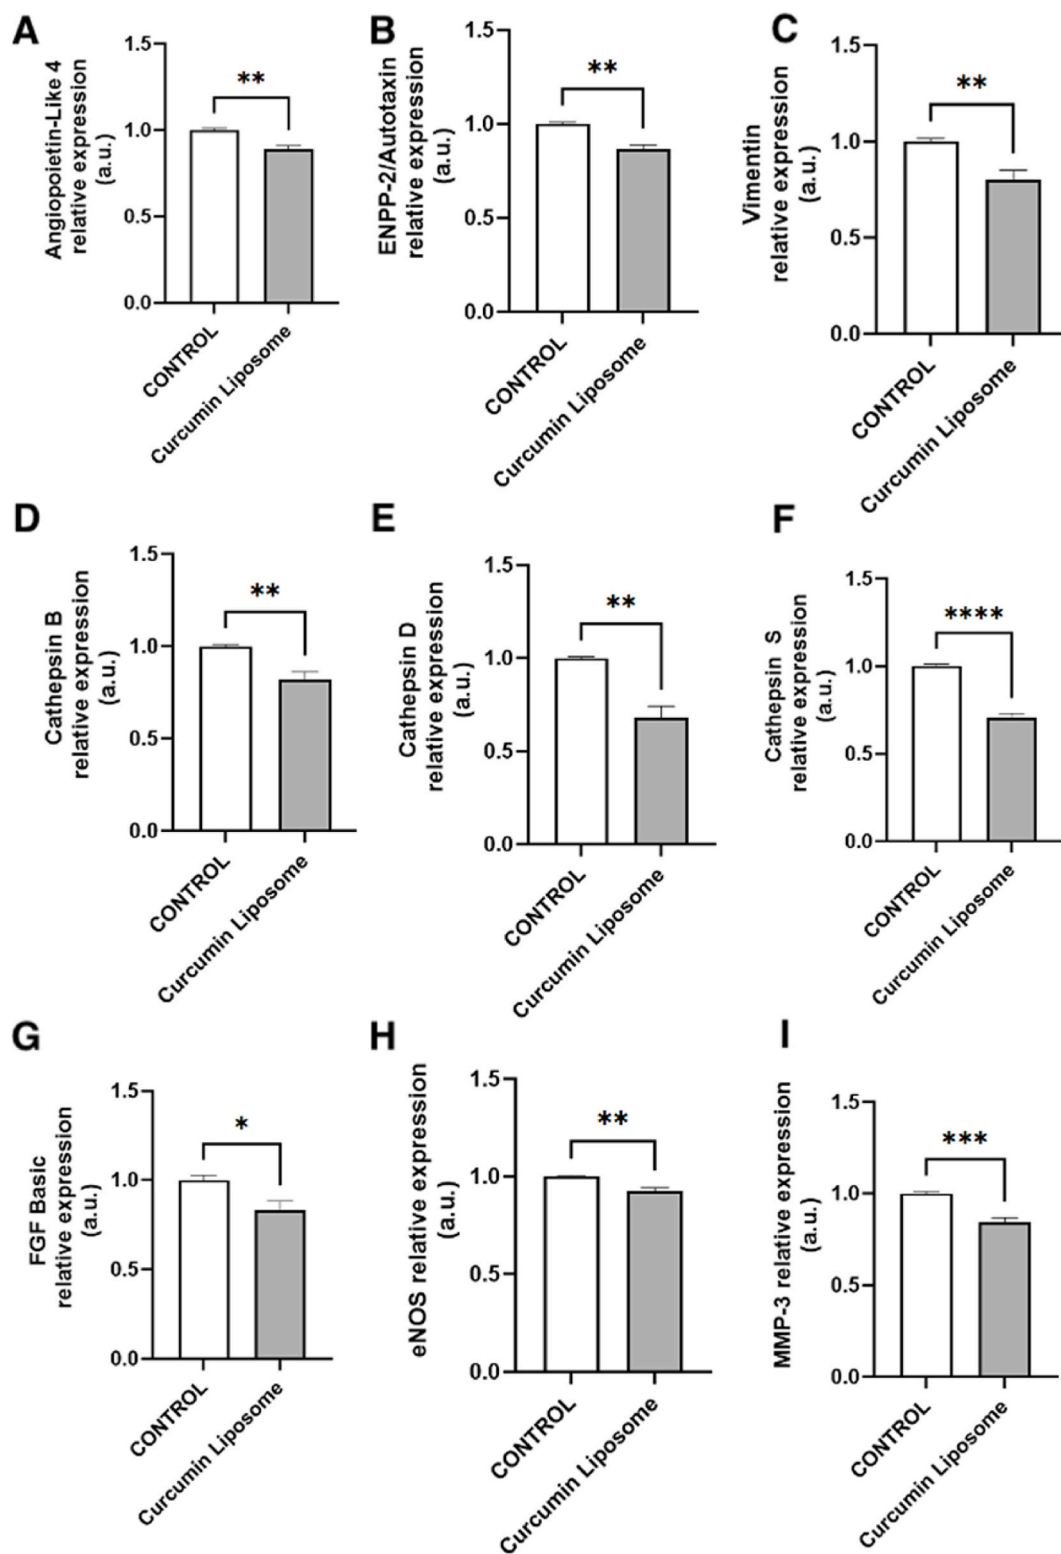 A
Angiopoietin-Like 4
relative expression
(a.u.)
1.5
1.0
0.5
0.0
**
CONTROL
Curcumin Liposome
B
ENPP-2/Autotaxin
relative expression
(a.u.)
1.5
1.0
0.5
0.0
**
CONTROL
Curcumin Liposome
C
Vimentin
relative expression
(a.u.)
1.5
1.0
0.5
0.0
**
CONTROL
Curcumin Liposome
D
Cathepsin B
relative expression
(a.u.)
1.5
1.0
0.5
0.0
**
CONTROL
Curcumin Liposome
E
Cathepsin D
relative expression
(a.u.)
1.5
1.0
0.5
0.0
**
CONTROL
Curcumin Liposome
F
Cathepsin S
relative expression
(a.u.)
1.5
1.0
0.5
0.0
****
CONTROL
Curcumin Liposome
G
FGF Basic
relative expression
(a.u.)
1.5
1.0
0.5
0.0
*
CONTROL
Curcumin Liposome
H
eNOS relative expression
(a.u.)
1.5
1.0
0.5
0.0
**
CONTROL
Curcumin Liposome
I
MMP-3 relative expression
(a.u.)
1.5
1.0
0.5
0.0
***
CONTROL
Curcumin Liposome